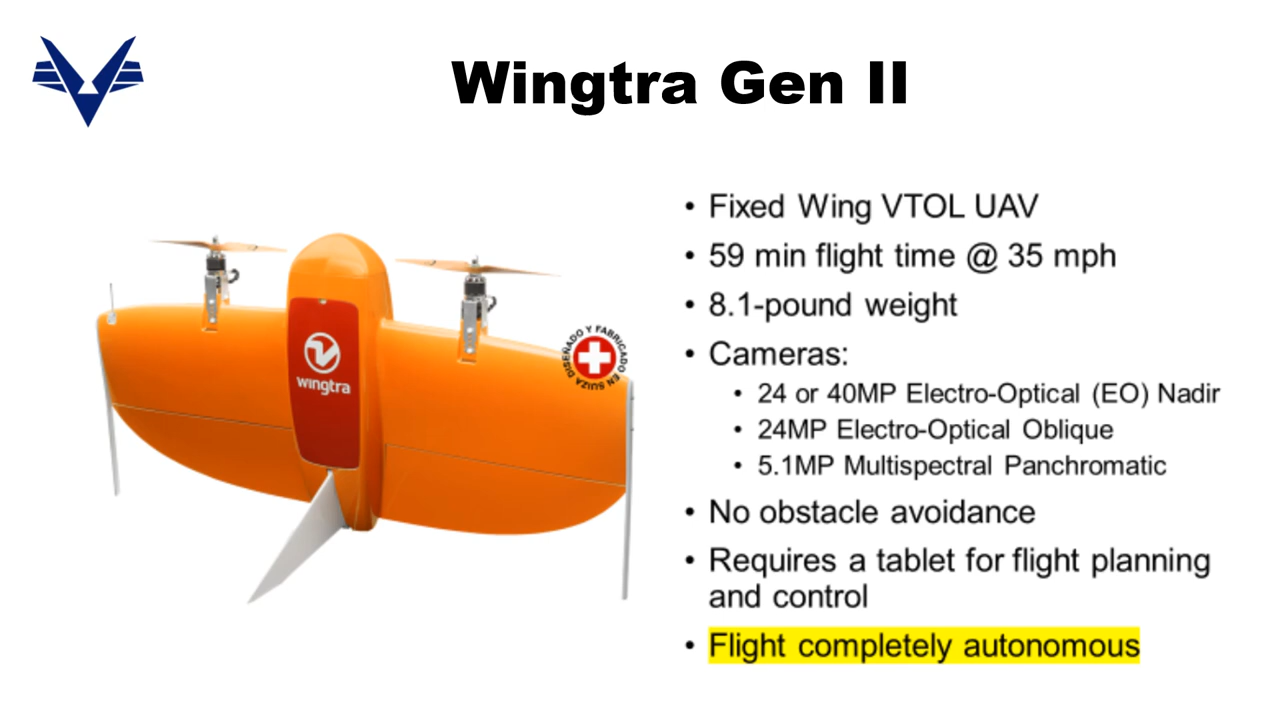 Wingtra Gen II
wingtra
DISEÑADO Y FABRICADO EN SUIZA
• Fixed Wing VTOL UAV
• 59 min flight time @ 35 mph
• 8.1-pound weight
• Cameras:
• 24 or 40MP Electro-Optical (EO) Nadir
• 24MP Electro-Optical Oblique
• 5.1MP Multispectral Panchromatic
• No obstacle avoidance
• Requires a tablet for flight planning
and control
• Flight completely autonomous